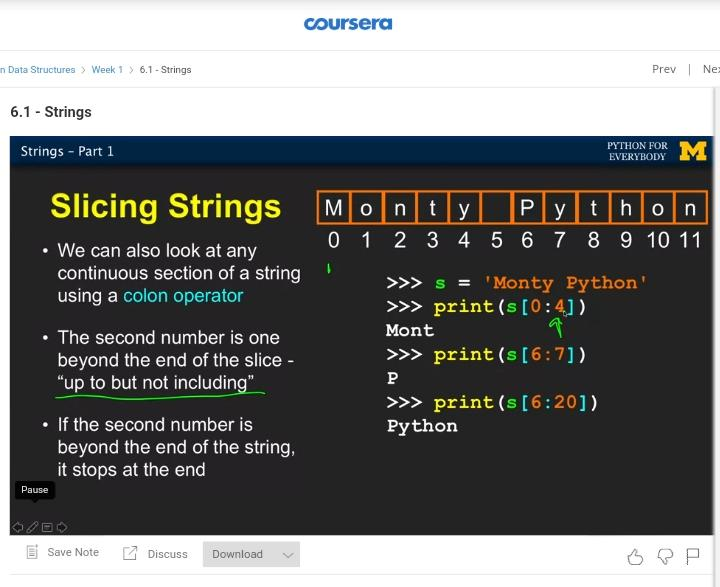 coursera
n Data Structures > Week 1 > 6.1 - Strings
Prev | Nex
6.1 - Strings
Strings – Part 1
PYTHON FOR
EVERYBODY
M
Slicing Strings
• We can also look at any
continuous section of a string
using a colon operator
• The second number is one
beyond the end of the slice -
“up to but not including”
• If the second number is
beyond the end of the string,
it stops at the end
M o n t y P y t h o n
0 1 2 3 4 5 6 7 8 9 10 11
>>> s = 'Monty Python'
>>> print(s[0:4])
Mont
>>> print(s[6:7])
P
>>> print(s[6:20])
Python
Pause
Save Note
Discuss
Download